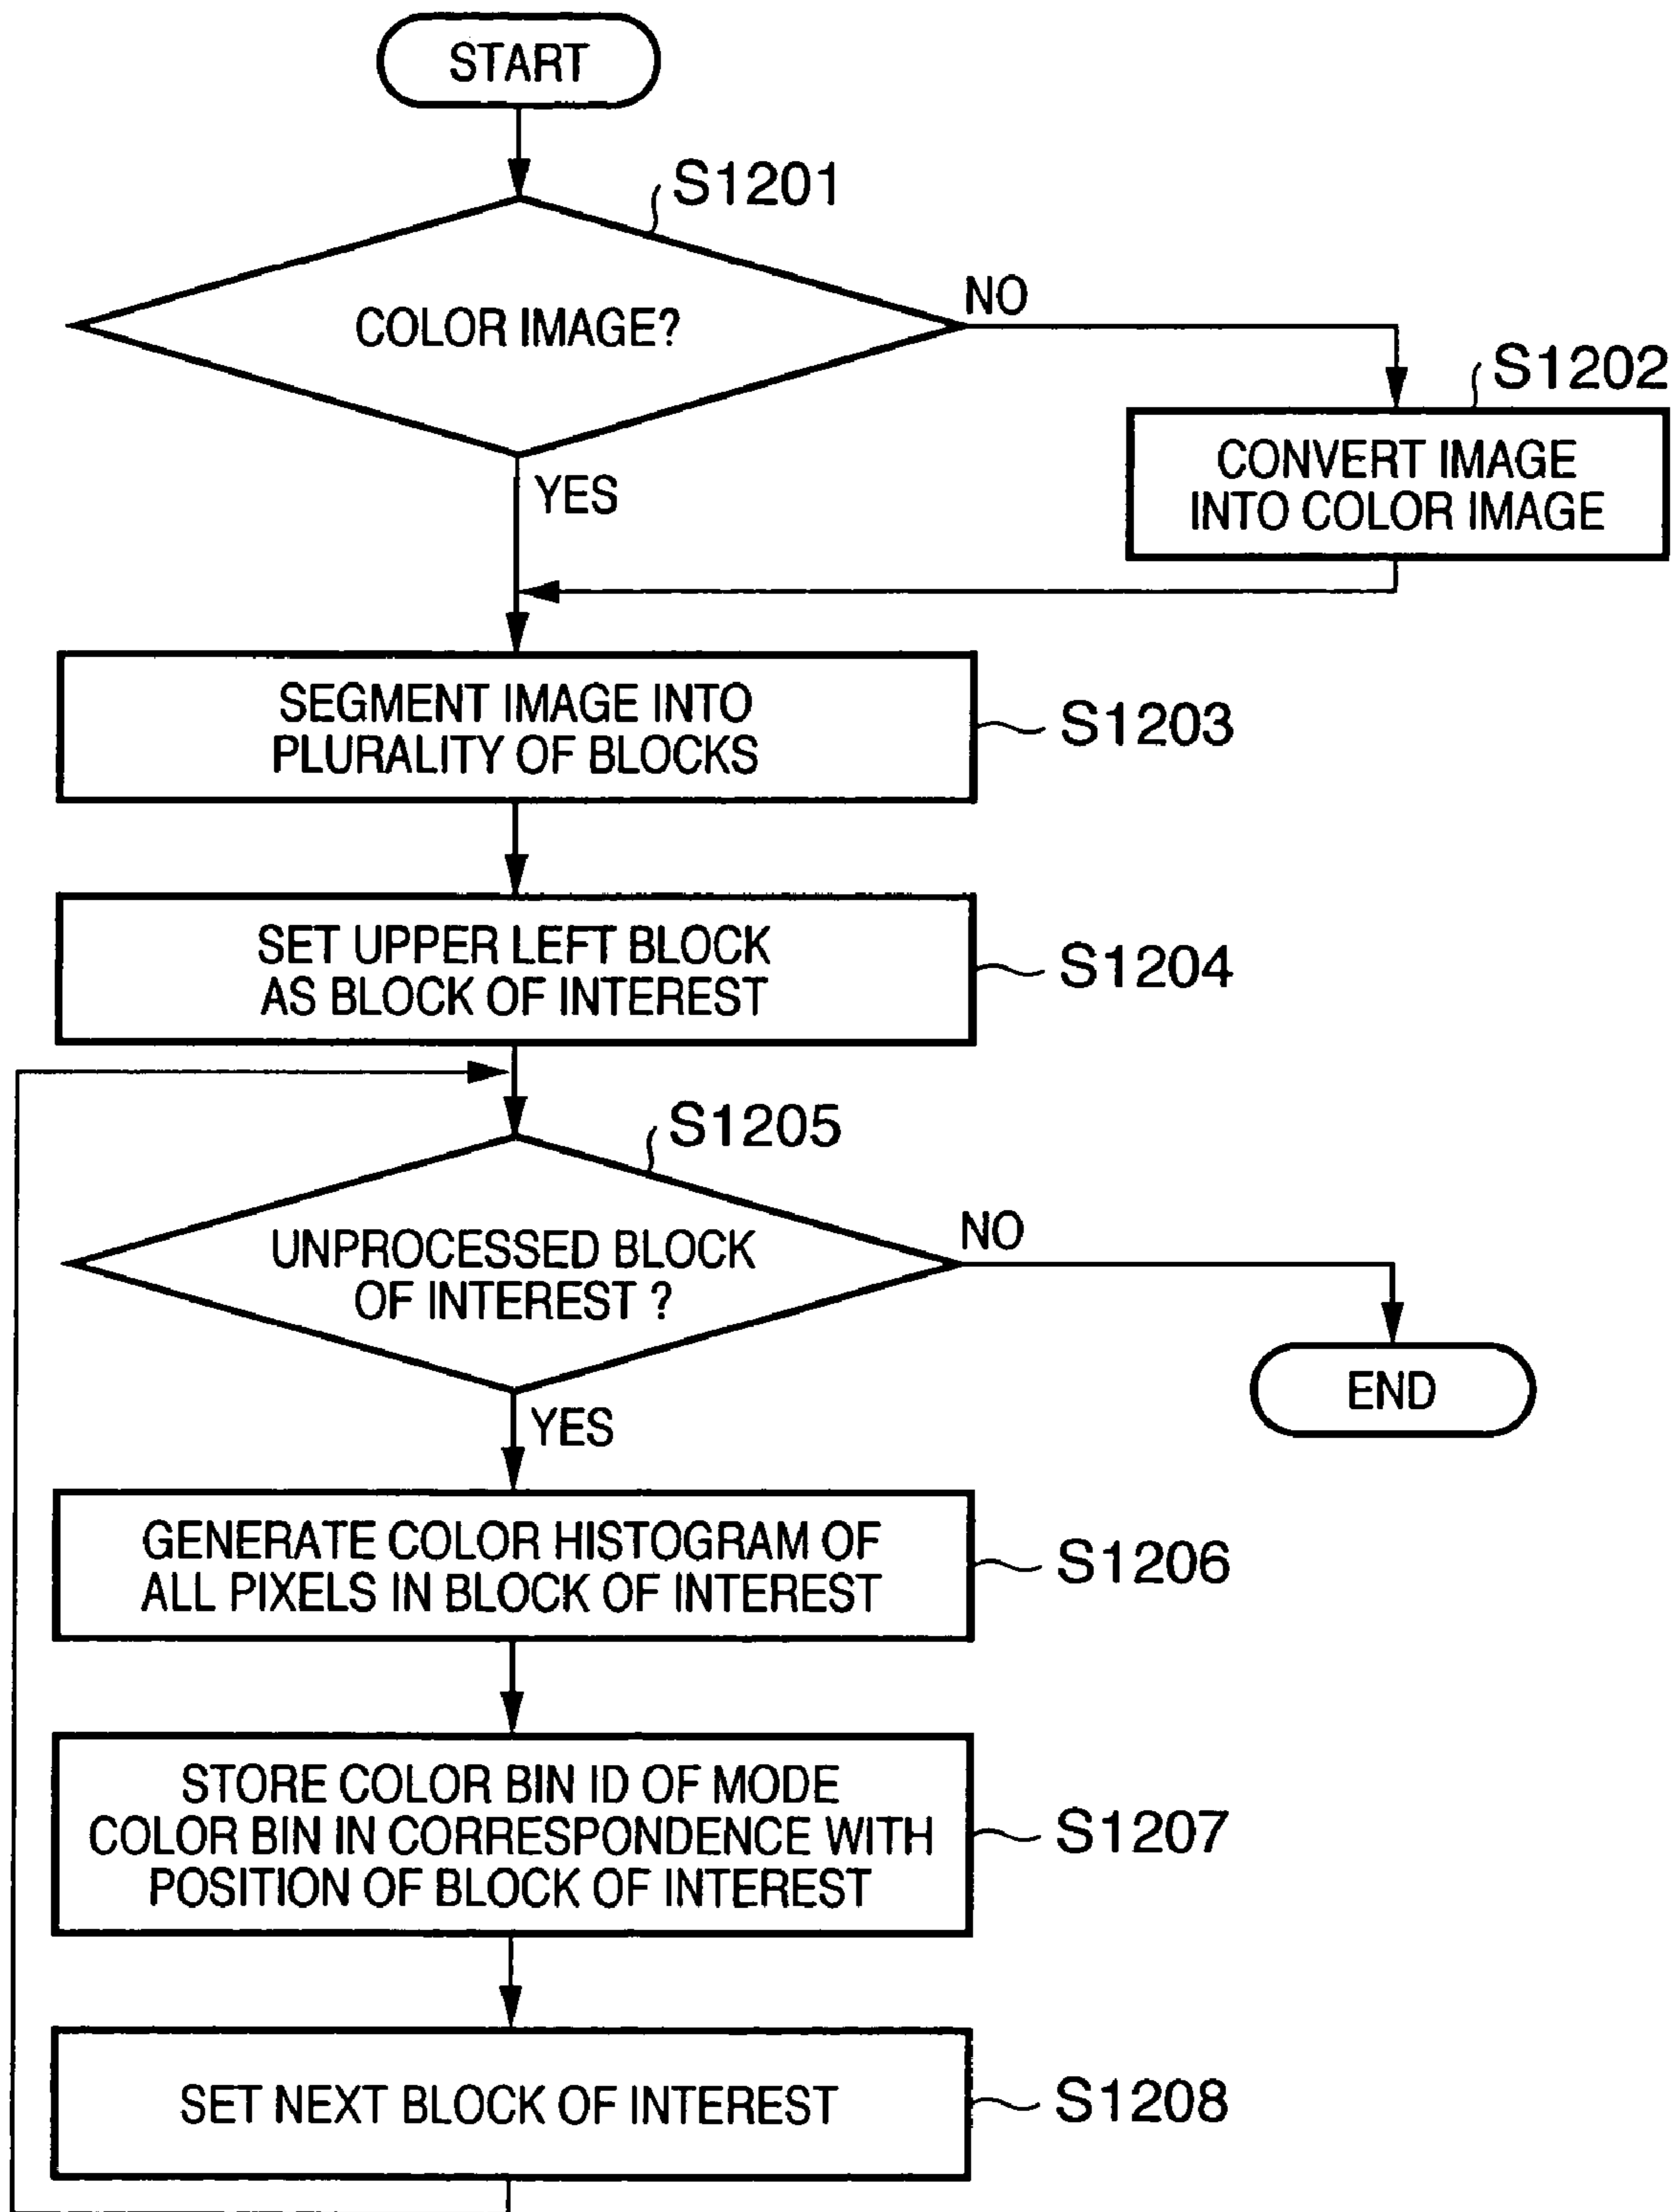 START
S1201
COLOR IMAGE?
NO
S1202
CONVERT IMAGE
INTO COLOR IMAGE
YES
SEGMENT IMAGE INTO
PLURALITY OF BLOCKS
S1203
SET UPPER LEFT BLOCK
AS BLOCK OF INTEREST
S1204
S1205
UNPROCESSED BLOCK
OF INTEREST ?
NO
END
YES
GENERATE COLOR HISTOGRAM OF
ALL PIXELS IN BLOCK OF INTEREST
S1206
STORE COLOR BIN ID OF MODE
COLOR BIN IN CORRESPONDENCE WITH
POSITION OF BLOCK OF INTEREST
S1207
SET NEXT BLOCK OF INTEREST
S1208